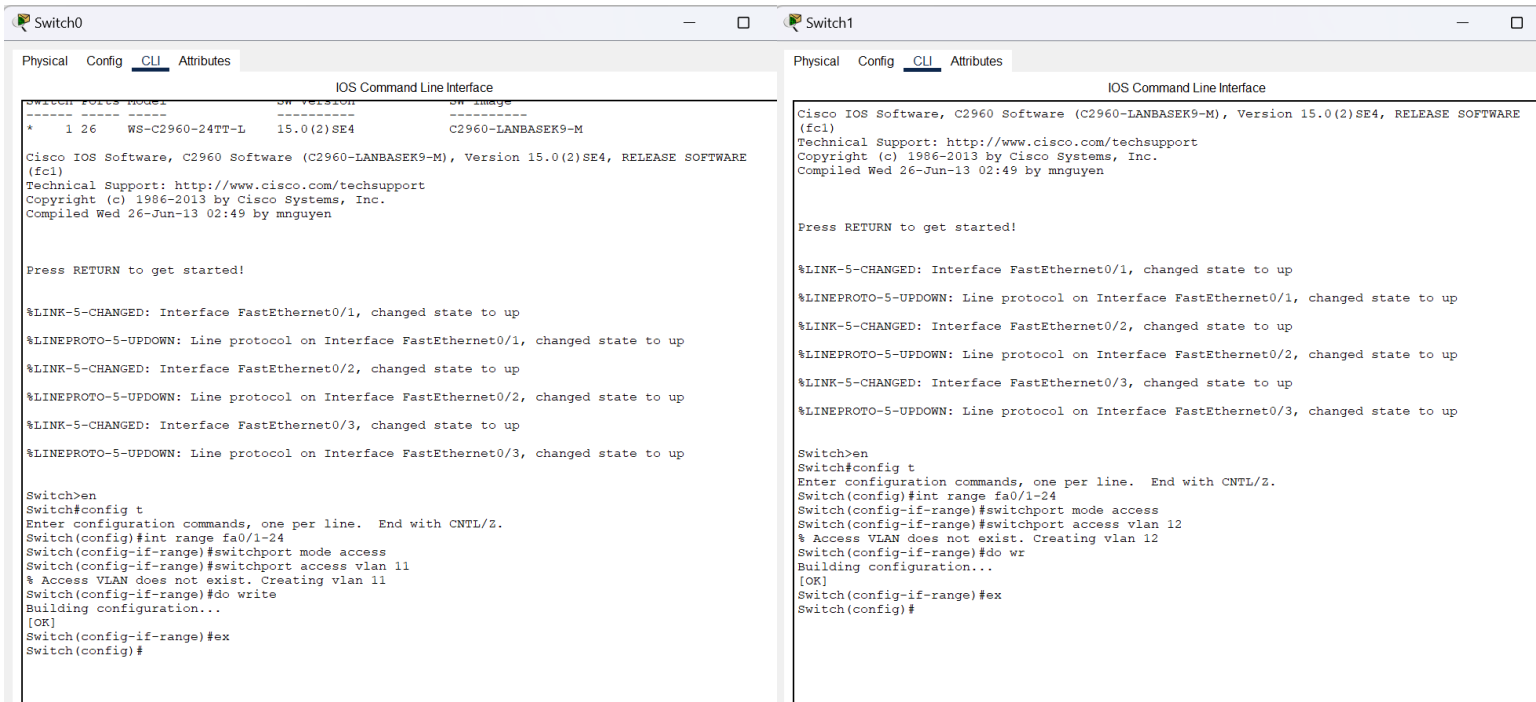 Switch0
Physical Config CLI Attributes
IOS Command Line Interface
Switch Ports Model SW Version SW Image
------ ----- ----- ---------- ----------
* 1 26 WS-C2960-24TT-L 15.0(2)SE4 C2960-LANBASEK9-M
Cisco IOS Software, C2960 Software (C2960-LANBASEK9-M), Version 15.0(2)SE4, RELEASE SOFTWARE
(fc1)
Technical Support: http://www.cisco.com/techsupport
Copyright (c) 1986-2013 by Cisco Systems, Inc.
Compiled Wed 26-Jun-13 02:49 by mnguyen
Press RETURN to get started!
%LINK-5-CHANGED: Interface FastEthernet0/1, changed state to up
%LINEPROTO-5-UPDOWN: Line protocol on Interface FastEthernet0/1, changed state to up
%LINK-5-CHANGED: Interface FastEthernet0/2, changed state to up
%LINEPROTO-5-UPDOWN: Line protocol on Interface FastEthernet0/2, changed state to up
%LINK-5-CHANGED: Interface FastEthernet0/3, changed state to up
%LINEPROTO-5-UPDOWN: Line protocol on Interface FastEthernet0/3, changed state to up
Switch>en
Switch#config t
Enter configuration commands, one per line. End with CNTL/Z.
Switch(config)#int range fa0/1-24
Switch(config-if-range)#switchport mode access
Switch(config-if-range)#switchport access vlan 11
% Access VLAN does not exist. Creating vlan 11
Switch(config-if-range)#do write
Building configuration...
[OK]
Switch(config-if-range)#ex
Switch(config)#
Switch1
Physical Config CLI Attributes
IOS Command Line Interface
Cisco IOS Software, C2960 Software (C2960-LANBASEK9-M), Version 15.0(2)SE4, RELEASE SOFTWARE
(fc1)
Technical Support: http://www.cisco.com/techsupport
Copyright (c) 1986-2013 by Cisco Systems, Inc.
Compiled Wed 26-Jun-13 02:49 by mnguyen
Press RETURN to get started!
%LINK-5-CHANGED: Interface FastEthernet0/1, changed state to up
%LINEPROTO-5-UPDOWN: Line protocol on Interface FastEthernet0/1, changed state to up
%LINK-5-CHANGED: Interface FastEthernet0/2, changed state to up
%LINEPROTO-5-UPDOWN: Line protocol on Interface FastEthernet0/2, changed state to up
%LINK-5-CHANGED: Interface FastEthernet0/3, changed state to up
%LINEPROTO-5-UPDOWN: Line protocol on Interface FastEthernet0/3, changed state to up
Switch>en
Switch#config t
Enter configuration commands, one per line. End with CNTL/Z.
Switch(config)#int range fa0/1-24
Switch(config-if-range)#switchport mode access
Switch(config-if-range)#switchport access vlan 12
% Access VLAN does not exist. Creating vlan 12
Switch(config-if-range)#do wr
Building configuration...
[OK]
Switch(config-if-range)#ex
Switch(config)#